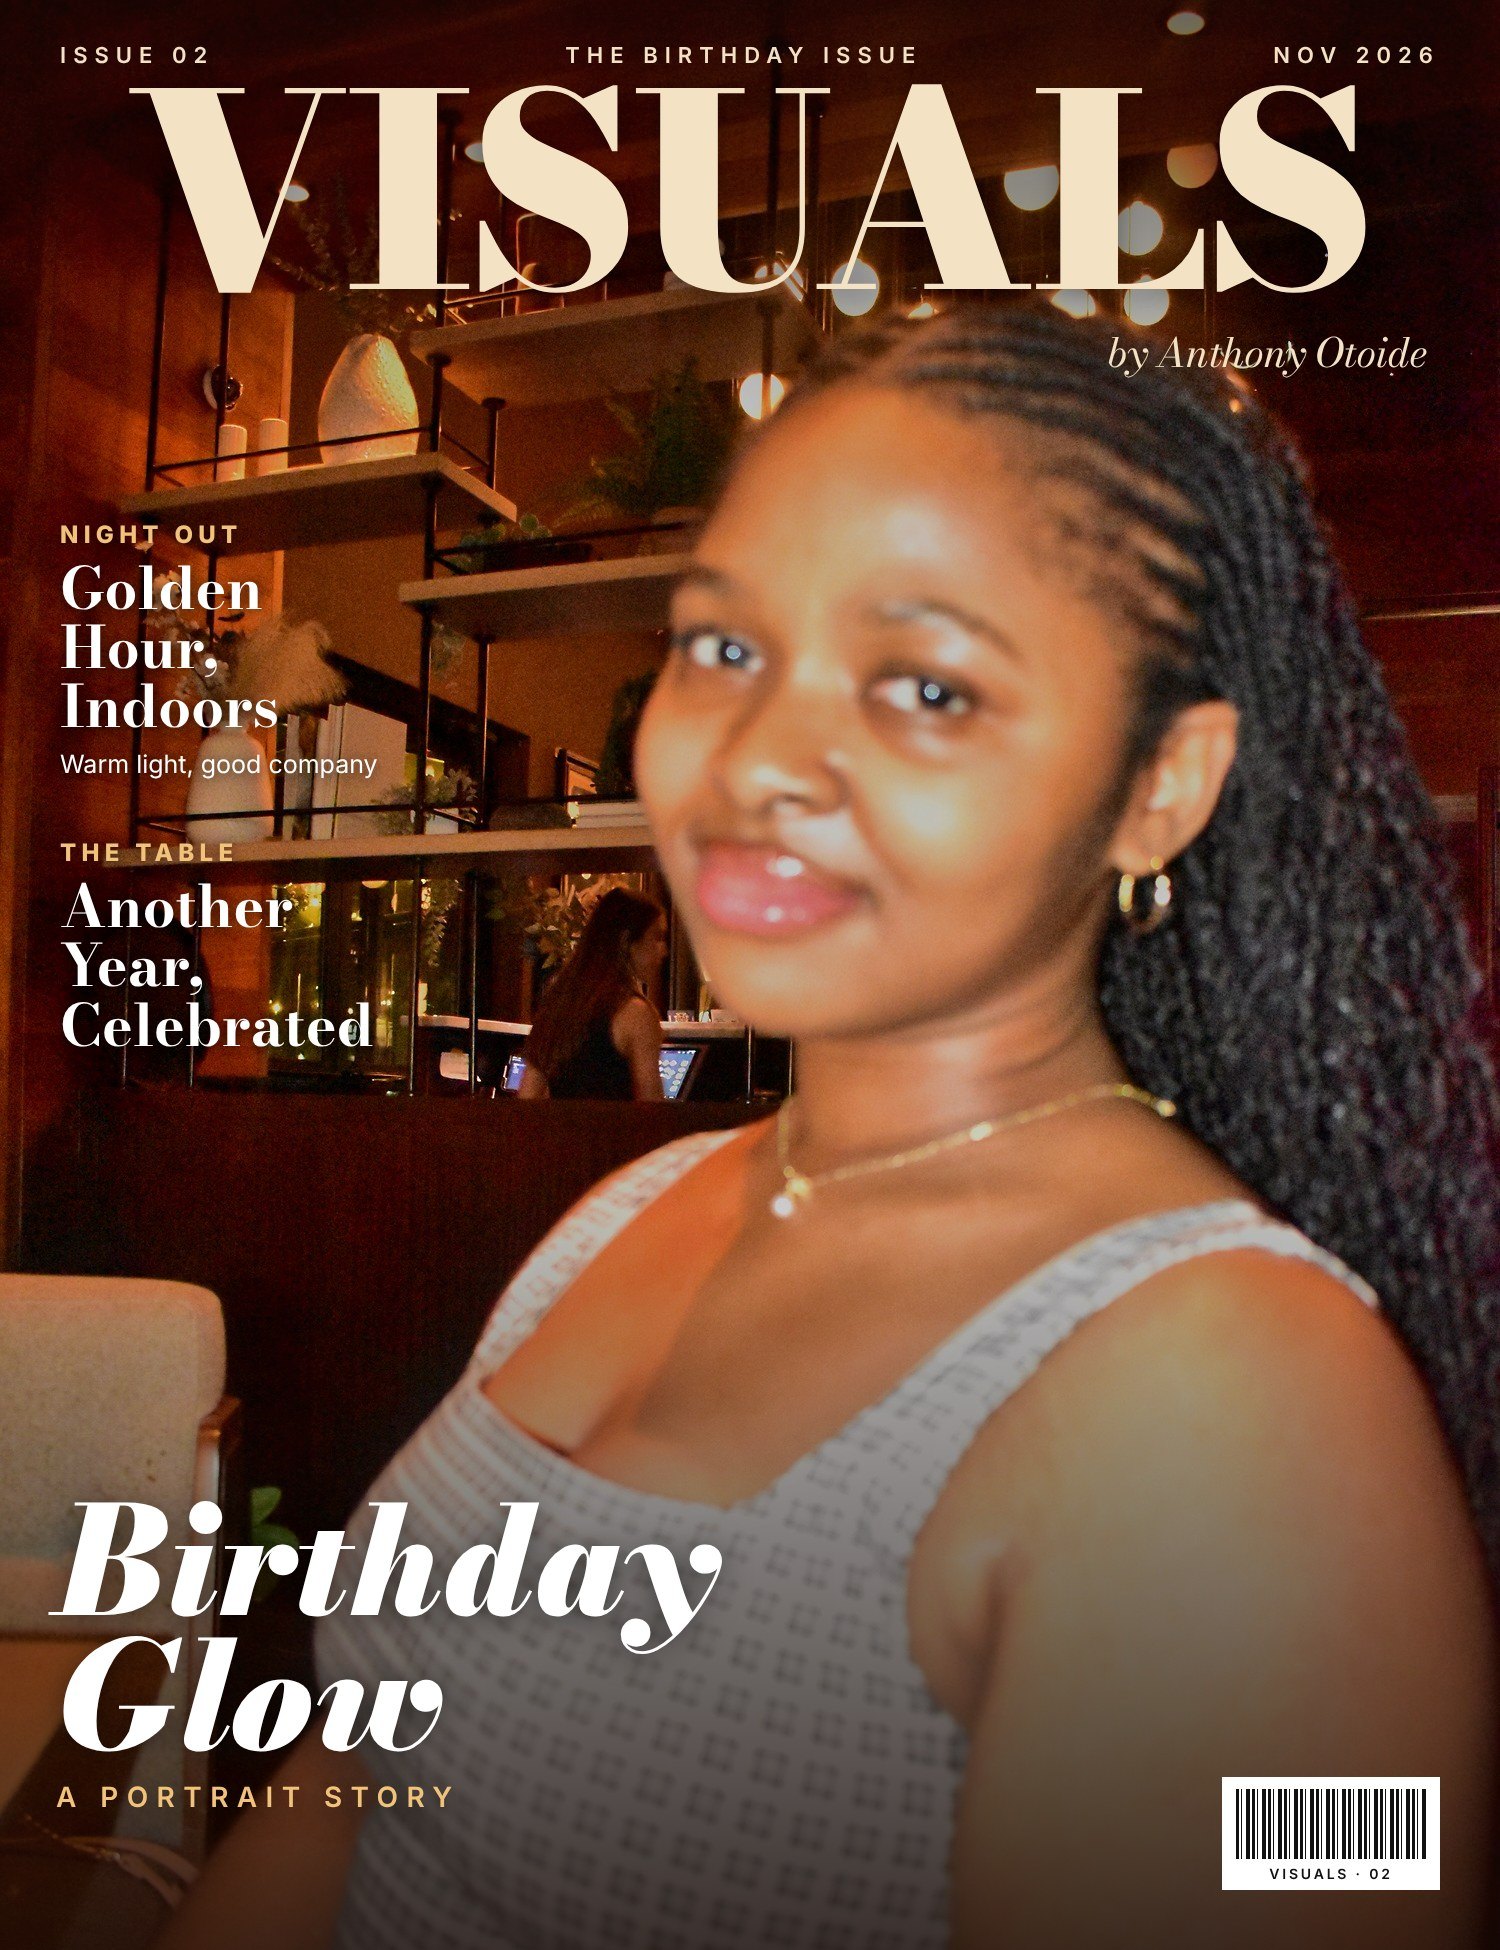 ISSUE 02
THE BIRTHDAY ISSUE
NOV 2026
VISUALS
by Anthony Otoide
NIGHT OUT
Golden
Hour,
Indoors
Warm light, good company
THE TABLE
Another
Year,
Celebrated
Birthday
Glow
A PORTRAIT STORY
VISUALS · 02